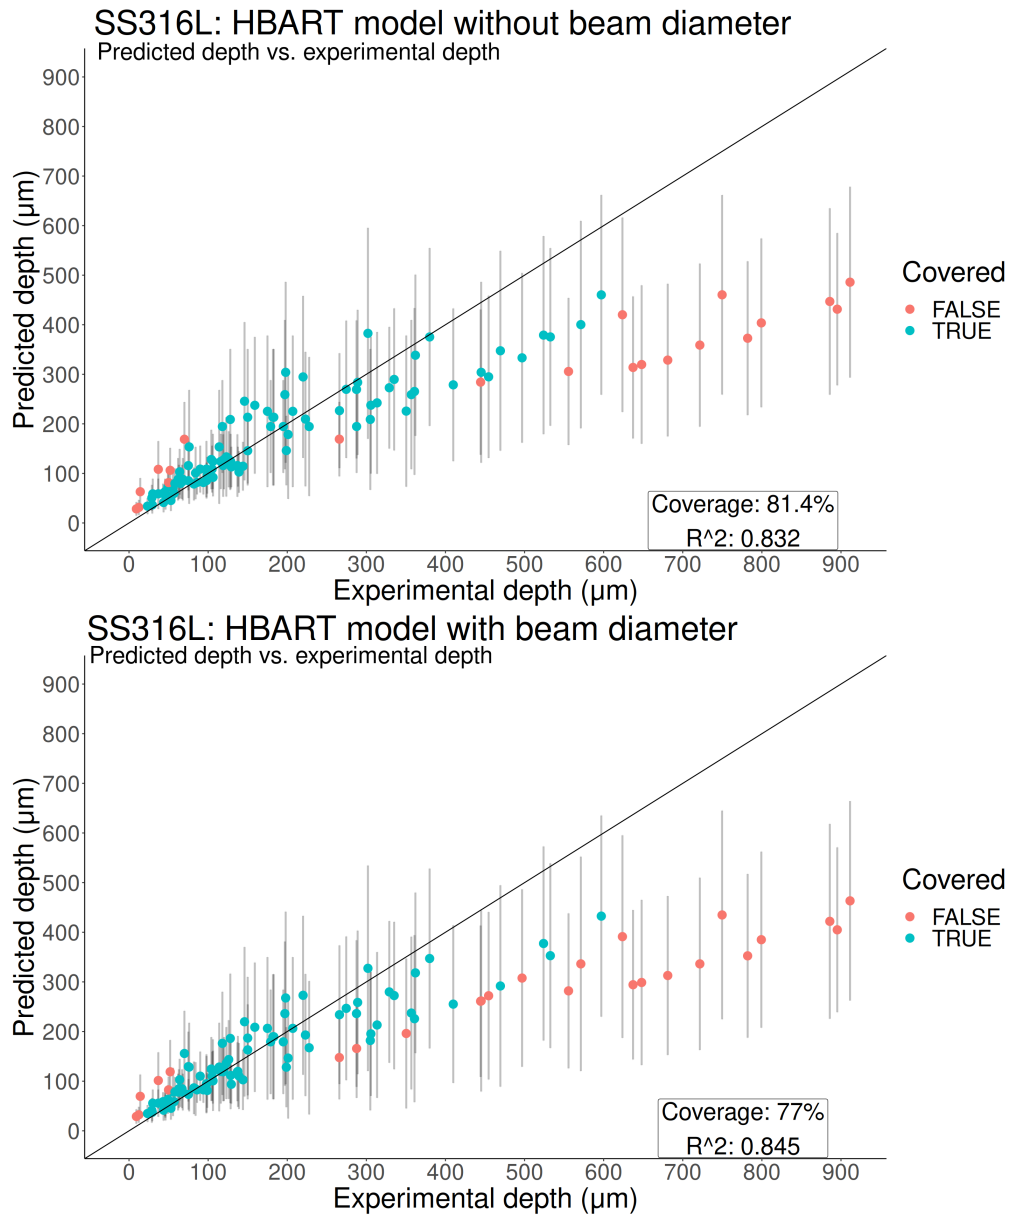 SS316L: HBART model without beam diameter
Predicted depth vs. experimental depth
Predicted depth (µm)
900
800
700
600
500
400
300
200
100
0
Covered
FALSE
TRUE
Coverage: 81.4%
R^2: 0.832
0 100 200 300 400 500 600 700 800 900
Experimental depth (µm)
SS316L: HBART model with beam diameter
Predicted depth vs. experimental depth
Predicted depth (µm)
900
800
700
600
500
400
300
200
100
0
Covered
FALSE
TRUE
Coverage: 77%
R^2: 0.845
0 100 200 300 400 500 600 700 800 900
Experimental depth (µm)